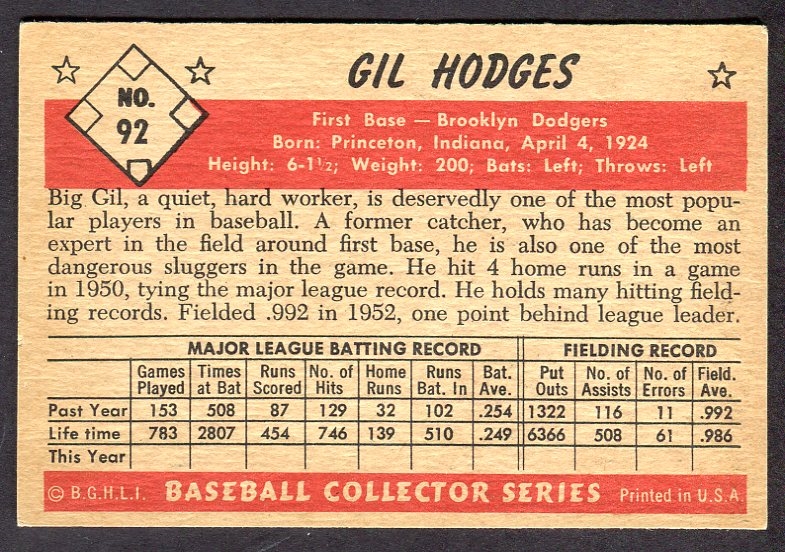 GIL HODGES
NO.
92
First Base — Brooklyn Dodgers
Born: Princeton, Indiana, April 4, 1924
Height: 6-1½; Weight: 200; Bats: Left; Throws: Left
Big Gil, a quiet, hard worker, is deservedly one of the most popu-
lar players in baseball. A former catcher, who has become an
expert in the field around first base, he is also one of the most
dangerous sluggers in the game. He hit 4 home runs in a game
in 1950, tying the major league record. He holds many hitting field-
ing records. Fielded .992 in 1952, one point behind league leader.
MAJOR LEAGUE BATTING RECORD FIELDING RECORD
Games Times Runs No. of Home Runs Bat. Put No. of No. of Field.
Played at Bat Scored Hits Runs Bat. In Ave. Outs Assists Errors Ave.
Past Year 153 508 87 129 32 102 .254 1322 116 11 .992
Life time 783 2807 454 746 139 510 .249 6366 508 61 .986
This Year
© B.G.H.L.I. BASEBALL COLLECTOR SERIES Printed in U.S.A.